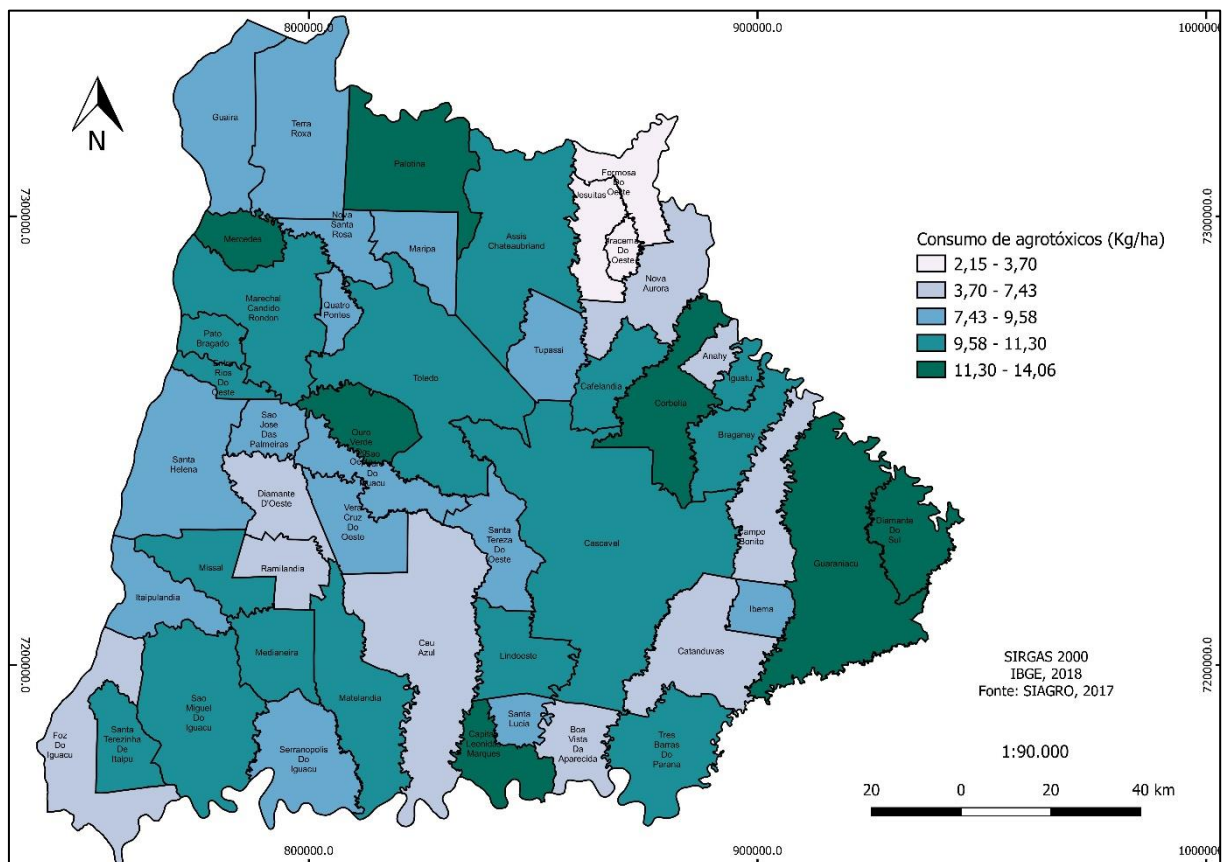 800000.0
900000.0
1000000.0
N
Guaira
Terra
Roxa
Palotina
Formosa
Do
Oeste
Jesuitas
Iracema
Do
Oeste
7300000.0
7300000.0
Mercedes
Nova
Santa
Rosa
Maripa
Assis
Chateaubriand
Nova
Aurora
Consumo de agrotóxicos (Kg/ha)
2,15 - 3,70
3,70 - 7,43
7,43 - 9,58
9,58 - 11,30
11,30 - 14,06
Marechal
Candido
Rondon
Quatro
Pontes
Pato
Bragado
Tupassi
Anahy
Iguatu
Entre
Rios
Do
Oeste
Toledo
Cafelandia
Corbelia
Braganey
Sao
Jose
Das
Palmeiras
Ouro
Verde
Santa
Helena
Sao
Do
Iguacu
Diamante
D'Oeste
Vera
Cruz
Do
Oeste
Santa
Tereza
Do
Oeste
Cascavel
Campo
Bonito
Guaraniacu
Diamante
Do
Sul
Missal
Ramilandia
Itaipulandia
Ibema
Ceu
Azul
Catanduvas
Medianeira
Lindoeste
7200000.0
7200000.0
SIRGAS 2000
IBGE, 2018
Fonte: SIAGRO, 2017
Matelandia
Sao
Miguel
Do
Iguacu
Foz
Do
Iguacu
Santa
Terezinha
De
Itaipu
Serranopolis
Do
Iguacu
Santa
Lucia
Leonidas
Marques
Boa
Vista
Da
Aparecida
Tres
Barras
Do
Parana
1:90.000
20 0 20 40 km
800000.0
900000.0
1000000.0